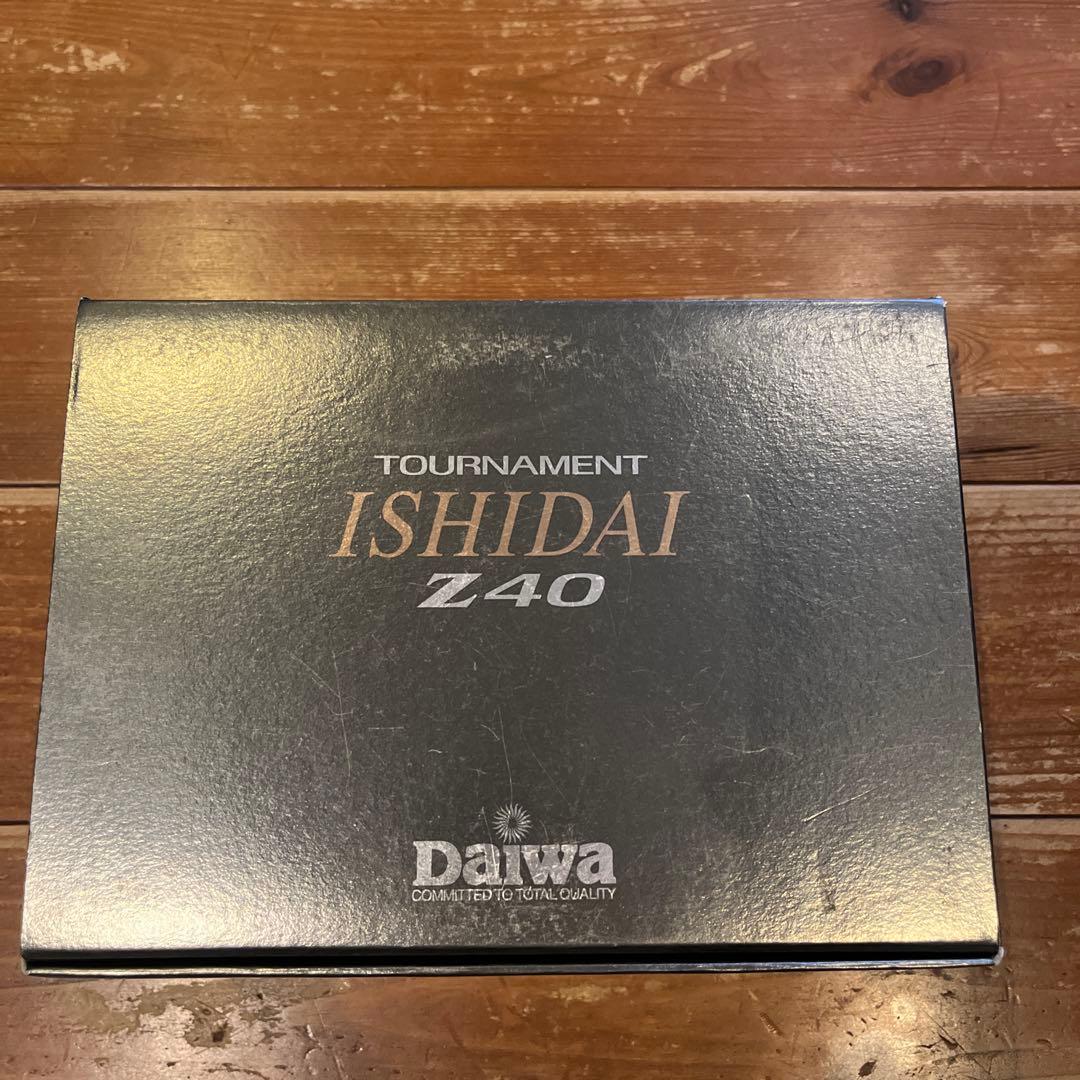 TOURNAMENT
ISHIDAI
Z40
Daiwa
COMMITTED TO TOTAL QUALITY